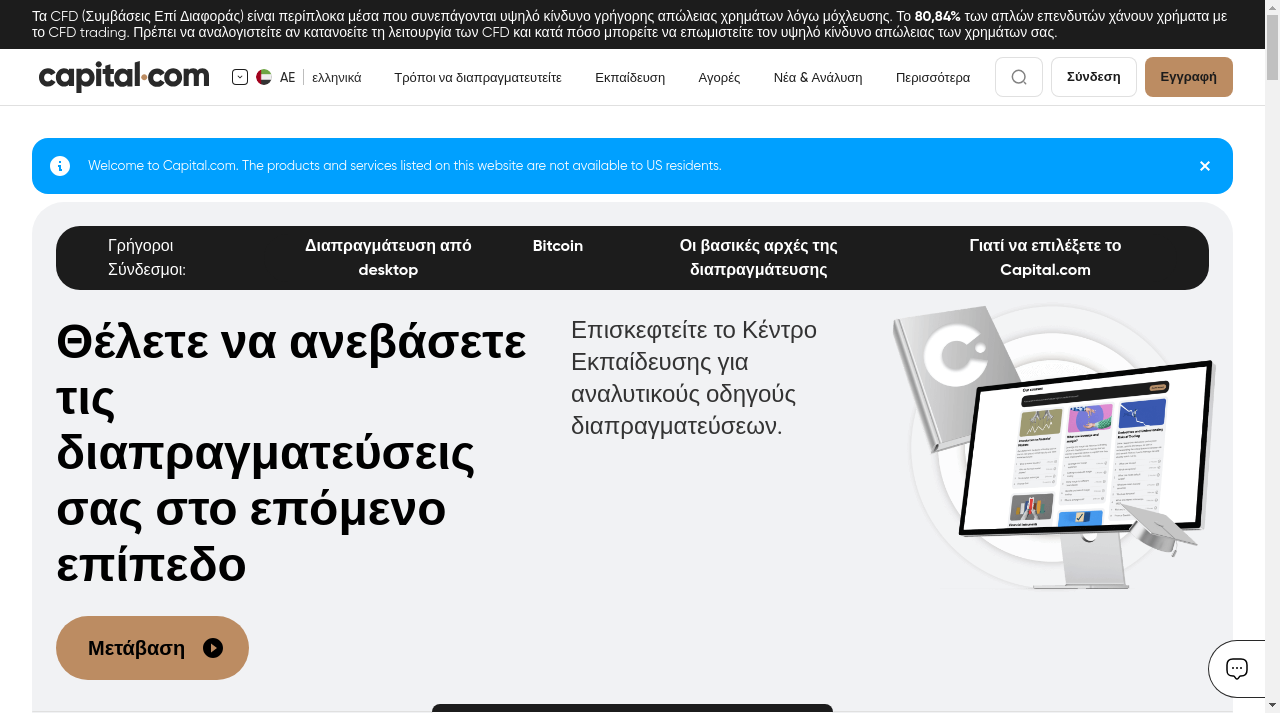 Τα CFD (Συμβάσεις Επί Διαφοράς) είναι περίπλοκα μέσα που συνεπάγονται υψηλό κίνδυνο γρήγορης απώλειας χρημάτων λόγω μόχλευσης. Το 80,84% των απλών επενδυτών χάνουν χρήματα με
το CFD trading. Πρέπει να αναλογιστείτε αν κατανοείτε τη λειτουργία των CFD και κατά πόσο μπορείτε να επωμιστείτε τον υψηλό κίνδυνο απώλειας των χρημάτων σας.
capital.com AE ελληνικά Τρόποι να διαπραγματευτείτε Εκπαίδευση Αγορές Νέα & Ανάλυση Περισσότερα Σύνδεση Εγγραφή
Welcome to Capital.com. The products and services listed on this website are not available to US residents.
Γρήγοροι
Σύνδεσμοι:
Διαπραγμάτευση από
desktop
Bitcoin
Οι βασικές αρχές της
διαπραγμάτευσης
Γιατί να επιλέξετε το
Capital.com
Θέλετε να ανεβάσετε
τις
διαπραγματεύσεις
σας στο επόμενο
επίπεδο
Επισκεφτείτε το Κέντρο
Εκπαίδευσης για
αναλυτικούς οδηγούς
διαπραγματεύσεων.
Μετάβαση